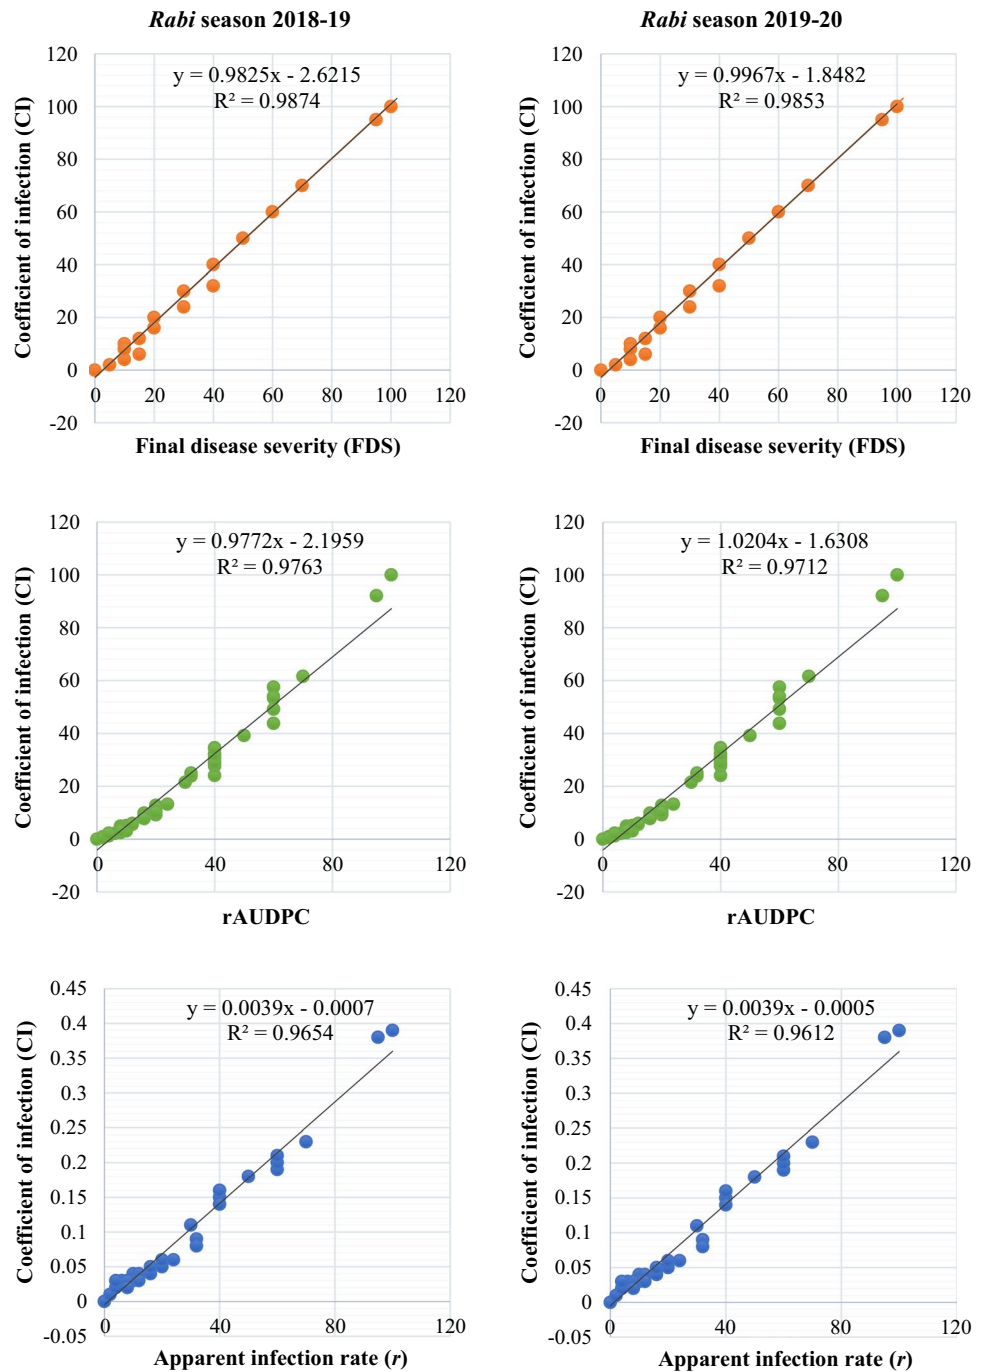 Rabi season 2018-19
Rabi season 2019-20
120
100
80
60
40
20
0
-20
0 20 40 60 80 100 120
Coefficient of infection (CI)
Final disease severity (FDS)
y = 0.9825x - 2.6215
R² = 0.9874
120
100
80
60
40
20
0
-20
0 20 40 60 80 100 120
Coefficient of infection (CI)
Final disease severity (FDS)
y = 0.9967x - 1.8482
R² = 0.9853
120
100
80
60
40
20
0
-20
0 40 80 120
Coefficient of infection (CI)
rAUDPC
y = 0.9772x - 2.1959
R² = 0.9763
120
100
80
60
40
20
0
-20
0 40 80 120
Coefficient of infection (CI)
rAUDPC
y = 1.0204x - 1.6308
R² = 0.9712
0.45
0.4
0.35
0.3
0.25
0.2
0.15
0.1
0.05
0
-0.05
0 40 80 120
Coefficient of infection (CI)
Apparent infection rate (r)
y = 0.0039x - 0.0007
R² = 0.9654
0.45
0.4
0.35
0.3
0.25
0.2
0.15
0.1
0.05
0
-0.05
0 40 80 120
Coefficient of infection (CI)
Apparent infection rate (r)
y = 0.0039x - 0.0005
R² = 0.9612